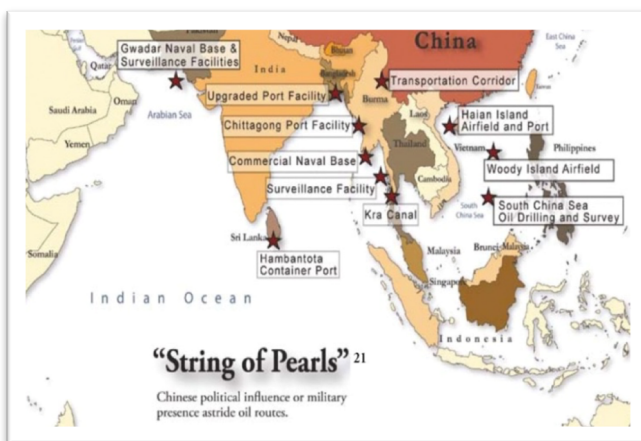 Nepal
China
East China
Sea
Gwadar Naval Base &
Surveillance Facilities
Bhutan
Qatar
India
Bangladesh
Transportation Corridor
Taiwan
Saudi Arabia
Oman
Upgraded Port Facility
Burma
Arabian Sea
Laos
Haian Island
Airfield and Port
Chittagong Port Facility
Yemen
Thailand
Vietnam
Philippines
Commercial Naval Base
Woody Island Airfield
Cambodia
Surveillance Facility
South
China Sea
South China Sea
Oil Drilling and Survey
Kra Canal
Sri Lanka
Somalia
Hambantota
Container Port
Malaysia
Brunei
Malaysia
Singapore
Indian Ocean
Indonesia
“String of Pearls” 21
Chinese political influence or military
presence astride oil routes.